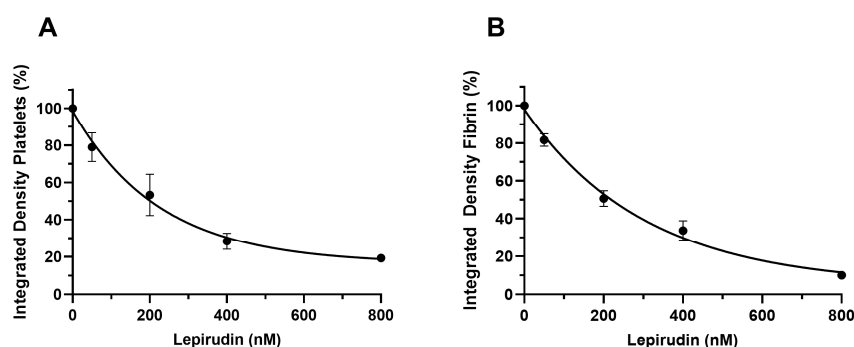 A
Integrated Density Platelets (%)
100
80
60
40
20
0
0 200 400 600 800
Lepirudin (nM)
B
Integrated Density Fibrin (%)
100
80
60
40
20
0
0 200 400 600 800
Lepirudin (nM)